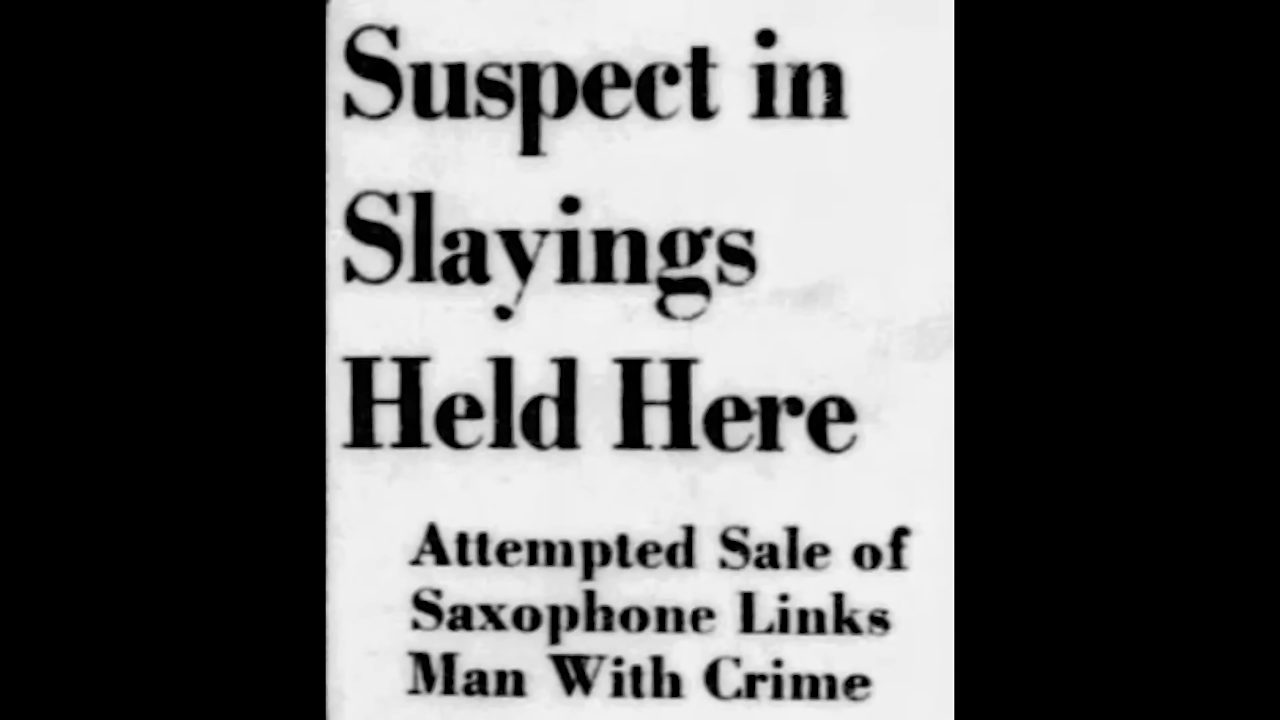 Suspect in
Slayings
Held Here
Attempted Sale of
Saxophone Links
Man With Crime